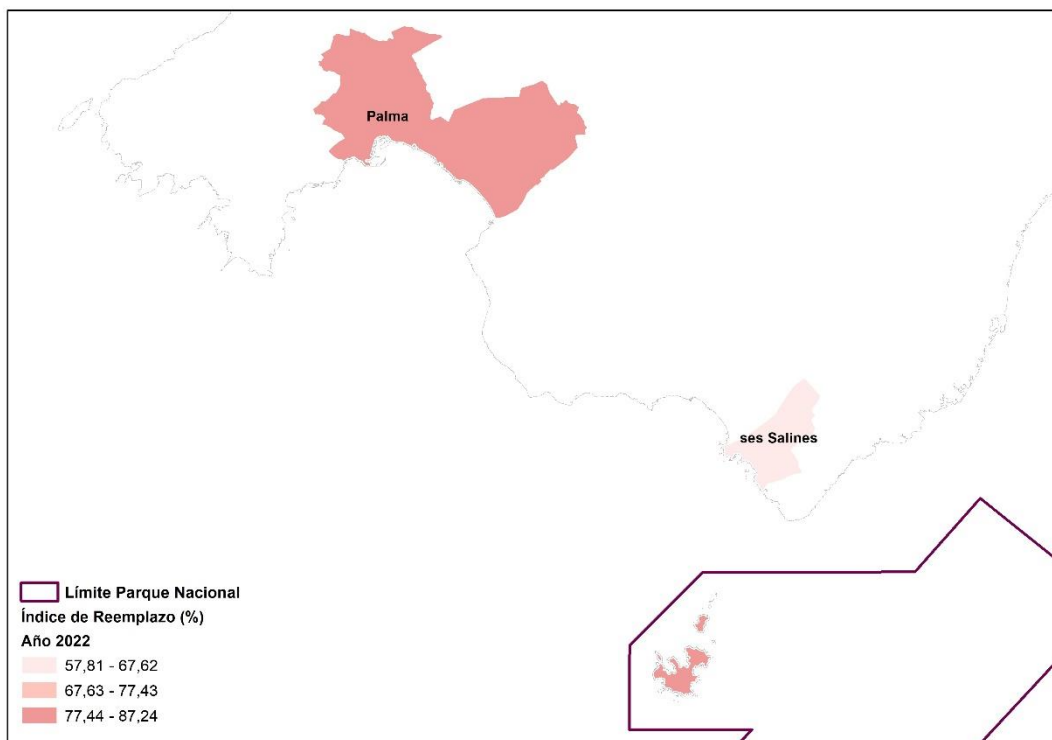 Palma
ses Salines
Límite Parque Nacional
Índice de Reemplazo (%)
Año 2022
57,81 - 67,62
67,63 - 77,43
77,44 - 87,24